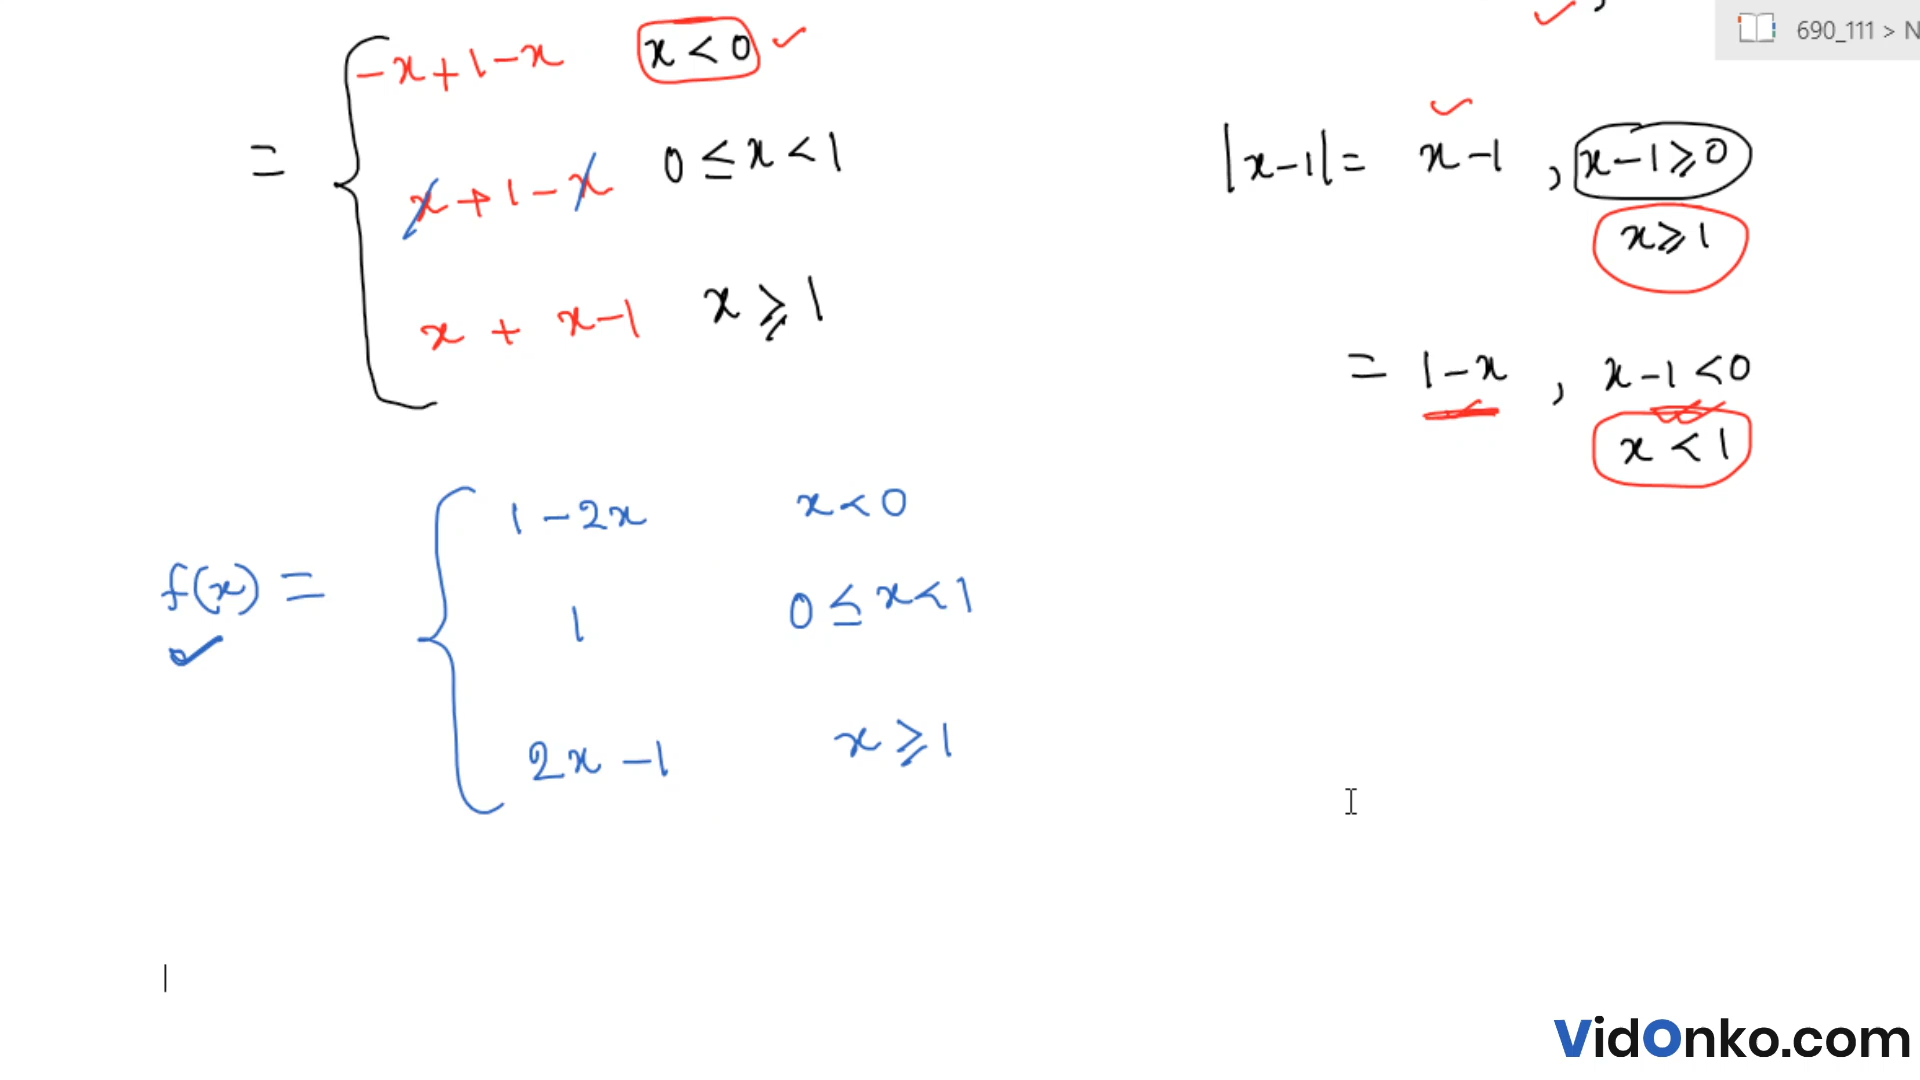 690_111 > N
-x+1-x    x < 0
=    x+1-x    0 ≤ x < 1
x + x-1    x ≥ 1
|x-1| = x-1 , x-1 ≥ 0
x ≥ 1
= 1-x , x-1 < 0
x < 1
1-2x    x < 0
f(x) =    1    0 ≤ x < 1
2x-1    x ≥ 1
VidOnko.com